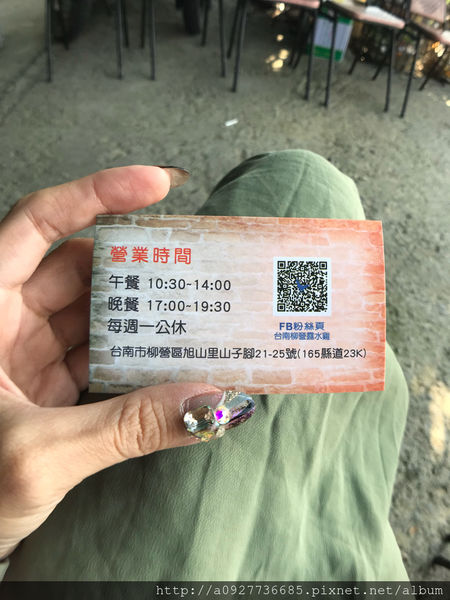 營業時間
午餐 10:30~14:00
晚餐 17:00~19:30
每週一公休
FB粉絲頁
台南柳營露水雞
台南市柳營區旭山里山子腳21-25號(165縣道23K)
http://a0927736685.pixnet.net/album